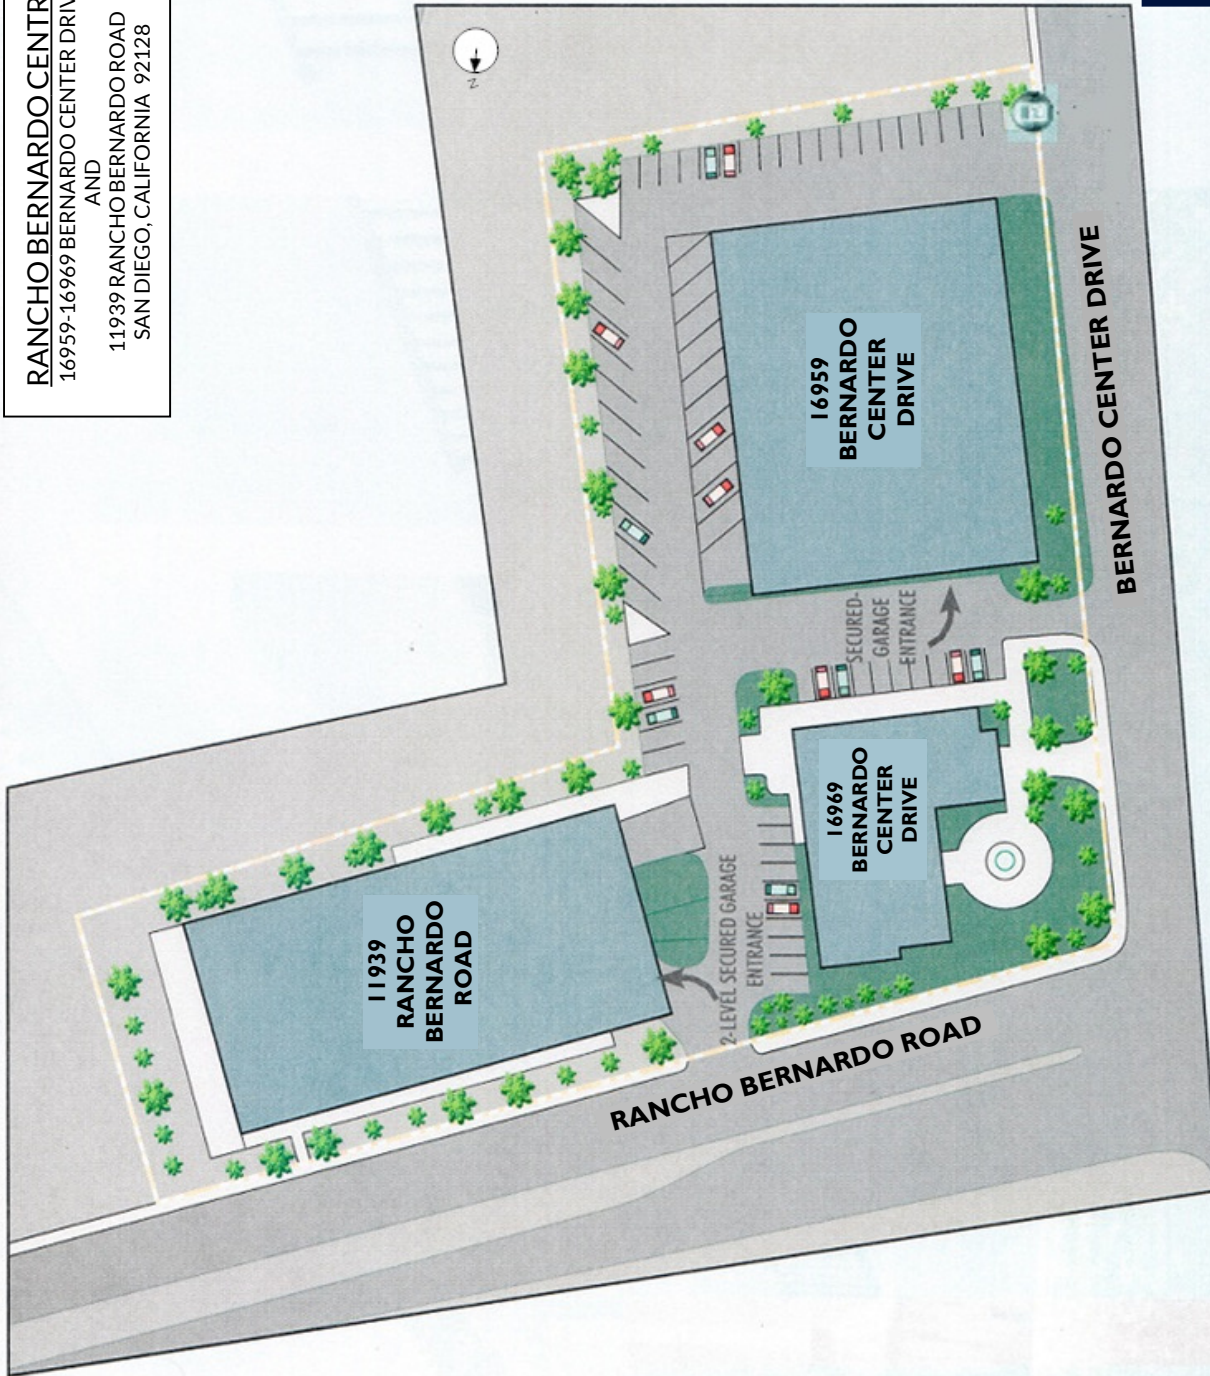 RANCHO BERNARDO CENTR
16959-16969 BERNARDO CENTER DRIV
AND
11939 RANCHO BERNARDO ROAD
SAN DIEGO, CALIFORNIA 92128
N
16959
BERNARDO
CENTER
DRIVE
BERNARDO CENTER DRIVE
SECURED-
GARAGE
ENTRANCE
16969
BERNARDO
CENTER
DRIVE
11939
RANCHO
BERNARDO
ROAD
2-LEVEL SECURED GARAGE
ENTRANCE
RANCHO BERNARDO ROAD